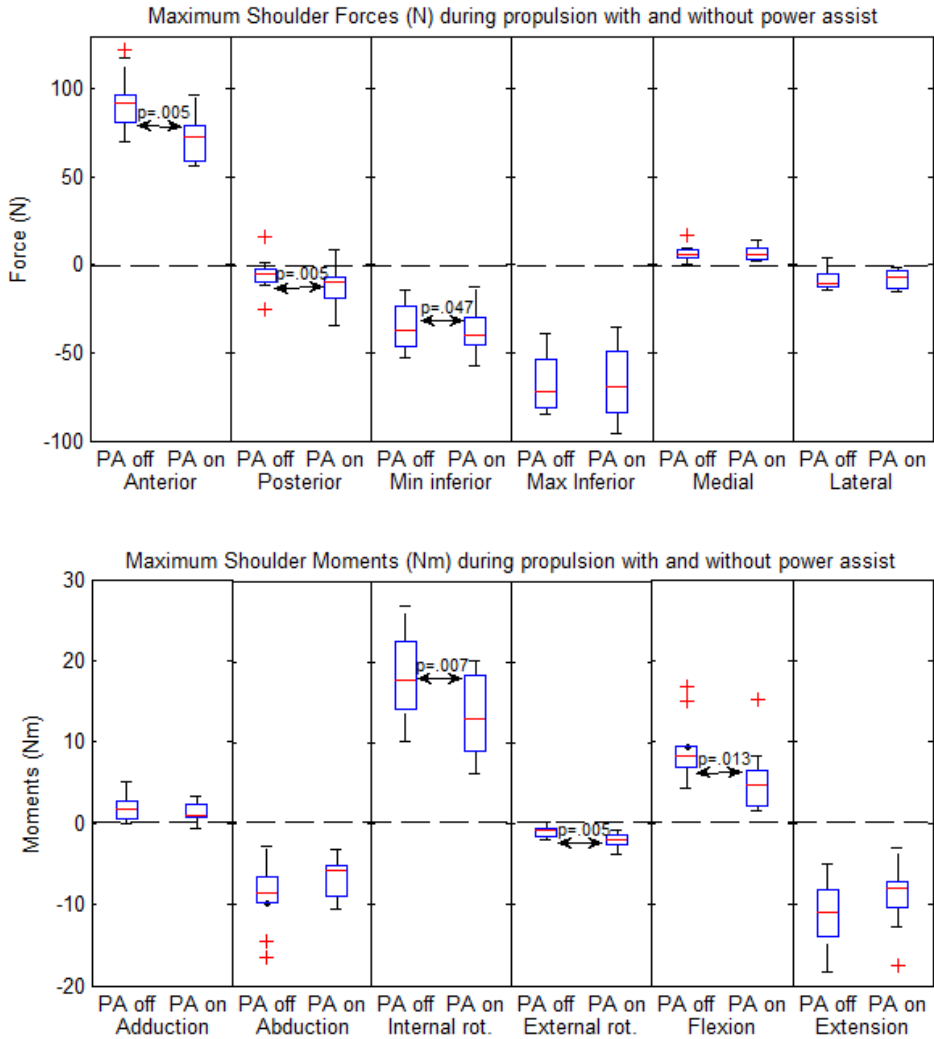 Maximum Shoulder Forces (N) during propulsion with and without power assist
Force (N)
100
50
0
-50
-100
p=.005
p=.005
p=.047
PA off PA on PA off PA on PA off PA on PA off PA on PA off PA on PA off PA on
Anterior Posterior Min inferior Max Inferior Medial Lateral
Maximum Shoulder Moments (Nm) during propulsion with and without power assist
Moments (Nm)
30
20
10
0
-10
-20
p=.007
p=.005
p=.013
PA off PA on PA off PA on PA off PA on PA off PA on PA off PA on PA off PA on
Adduction Abduction Internal rot. External rot. Flexion Extension